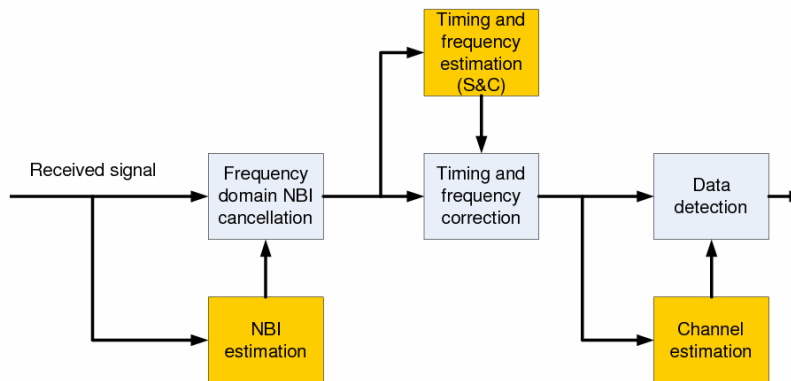 Timing and
frequency
estimation
(S&C)
Received signal
Frequency
domain NBI
cancellation
Timing and
frequency
correction
Data
detection
NBI
estimation
Channel
estimation